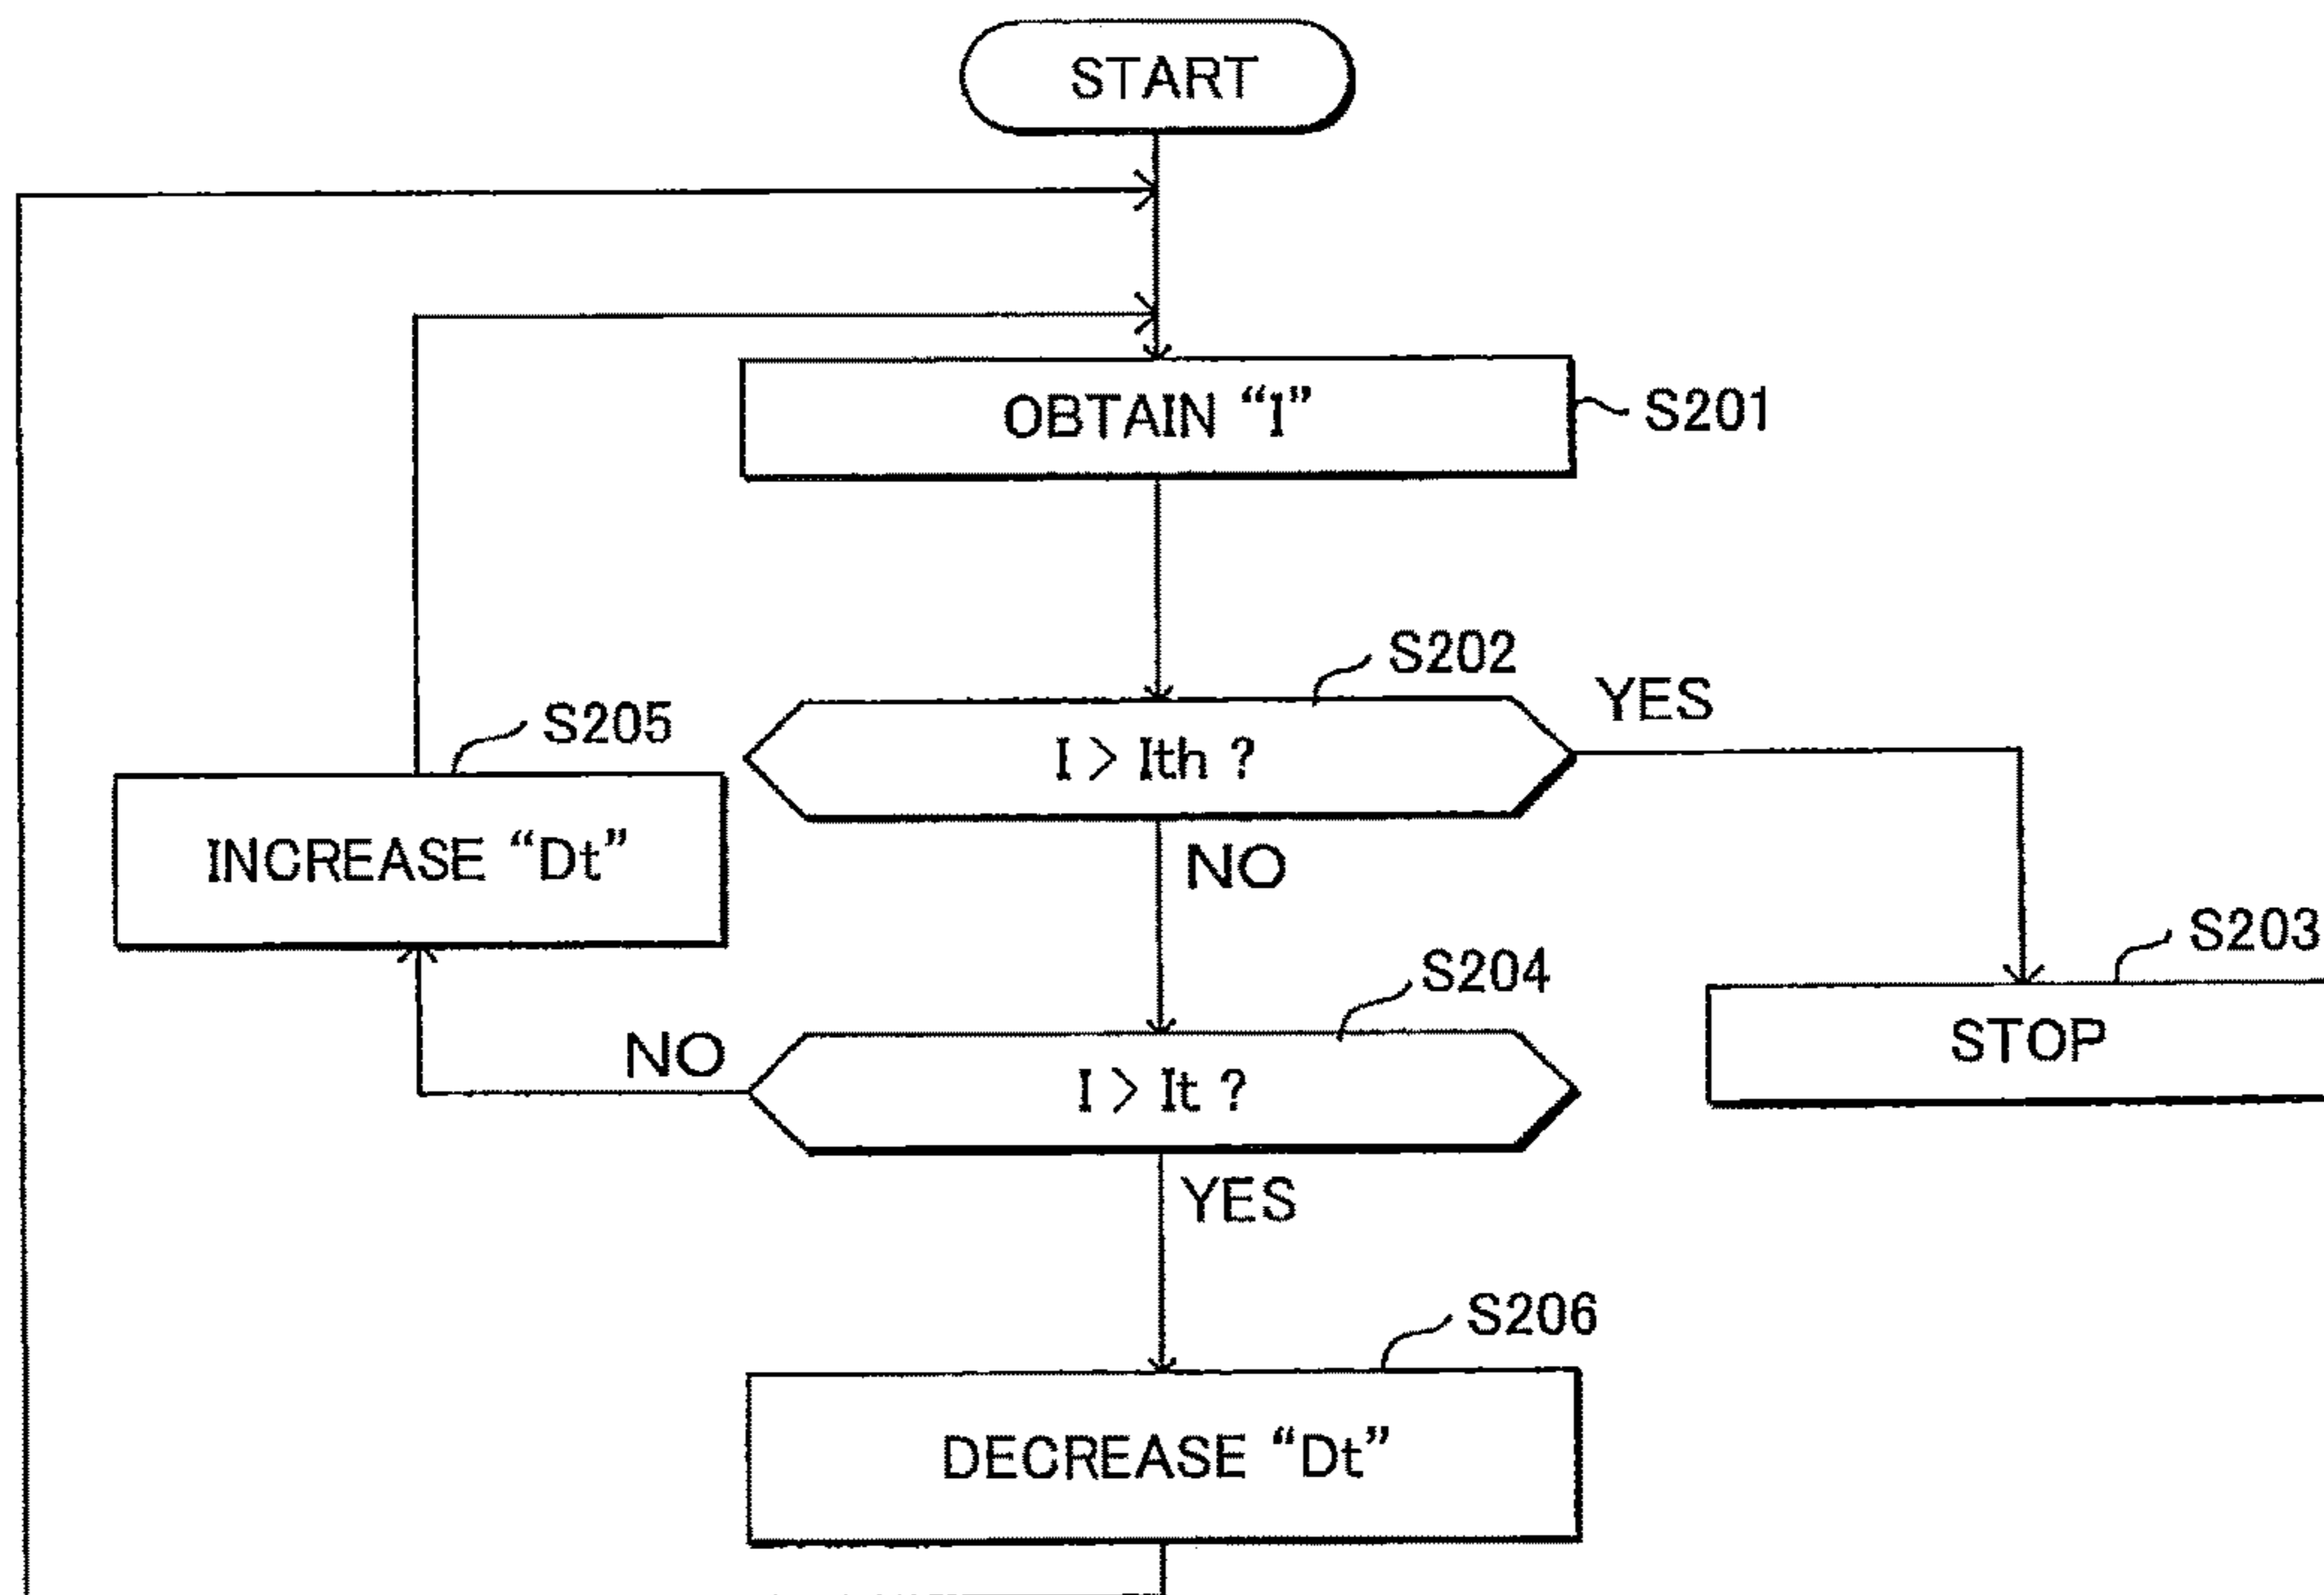 START
OBTAIN “I”
S201
S202
YES
I > Ith ?
S205
INCREASE “Dt”
NO
S203
STOP
S204
NO
I > It ?
YES
S206
DECREASE “Dt”